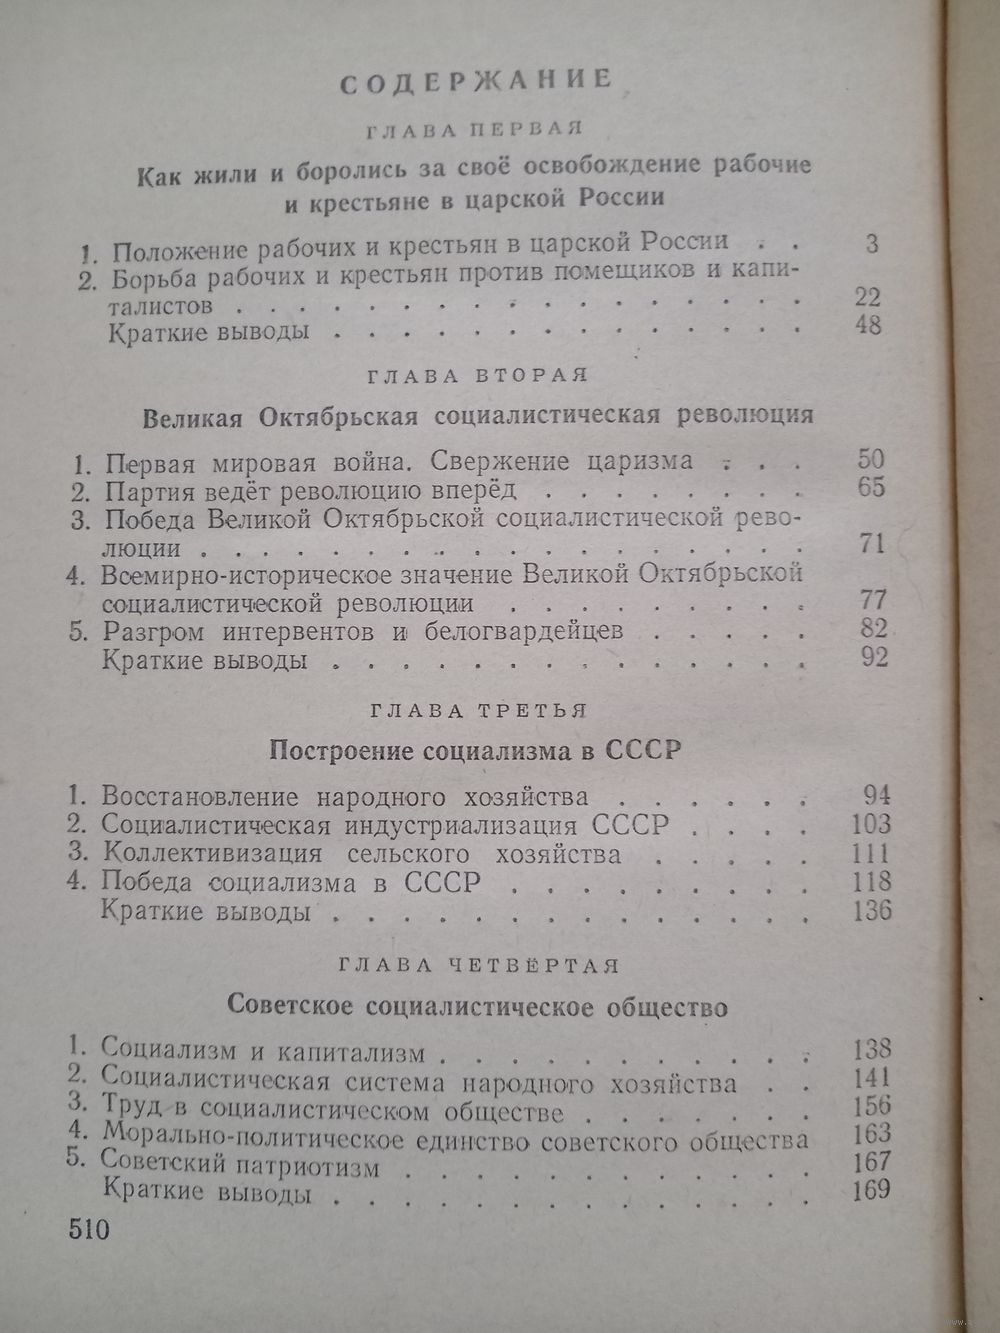 СОДЕРЖАНИЕ
ГЛАВА ПЕРВАЯ
Как жили и боролись за своё освобождение рабочие
и крестьяне в царской России
1. Положение рабочих и крестьян в царской России . . 3
2. Борьба рабочих и крестьян против помещиков и капи-
талистов . . . . . . . . . . . . . . . . . 22
Краткие выводы . . . . . . . . . . . . . . 48
ГЛАВА ВТОРАЯ
Великая Октябрьская социалистическая революция
1. Первая мировая война. Свержение царизма . . . 50
2. Партия ведёт революцию вперёд . . . . . . . . 65
3. Победа Великой Октябрьской социалистической рево-
люции . . . . . . . . . . . . . . . . . . 71
4. Всемирно-историческое значение Великой Октябрьской
социалистической революции . . . . . . . . . 77
5. Разгром интервентов и белогвардейцев . . . . . 82
Краткие выводы . . . . . . . . . . . . . . 92
ГЛАВА ТРЕТЬЯ
Построение социализма в СССР
1. Восстановление народного хозяйства . . . . . . 94
2. Социалистическая индустриализация СССР . . . . 103
3. Коллективизация сельского хозяйства . . . . . 111
4. Победа социализма в СССР . . . . . . . . . 118
Краткие выводы . . . . . . . . . . . . . . 136
ГЛАВА ЧЕТВЁРТАЯ
Советское социалистическое общество
1. Социализм и капитализм . . . . . . . . . . . 138
2. Социалистическая система народного хозяйства . . 141
3. Труд в социалистическом обществе . . . . . . . 156
4. Морально-политическое единство советского общества 163
5. Советский патриотизм . . . . . . . . . . . . 167
Краткие выводы . . . . . . . . . . . . . . 169
510